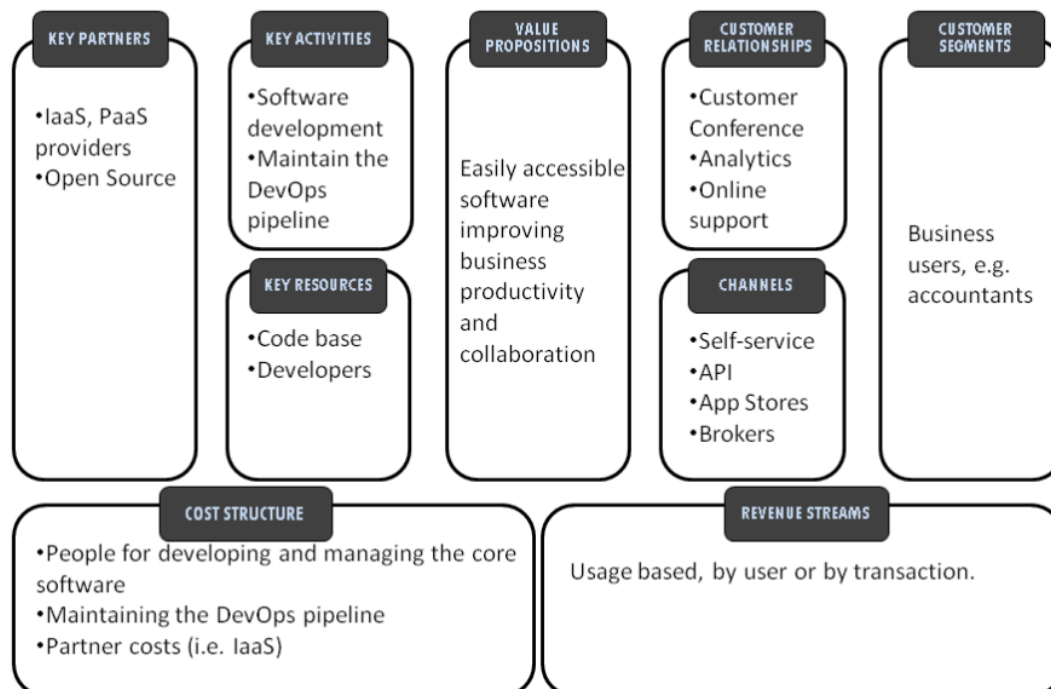 KEY PARTNERS
•IaaS, PaaS
providers
•Open Source
KEY ACTIVITIES
•Software
development
•Maintain the
DevOps
pipeline
KEY RESOURCES
•Code base
•Developers
VALUE
PROPOSITIONS
Easily accessible
software
improving
business
productivity
and
collaboration
CUSTOMER
RELATIONSHIPS
•Customer
Conference
•Analytics
•Online
support
CHANNELS
•Self-service
•API
•App Stores
•Brokers
CUSTOMER
SEGMENTS
Business
users, e.g.
accountants
COST STRUCTURE
•People for developing and managing the core
software
•Maintaining the DevOps pipeline
•Partner costs (i.e. IaaS)
REVENUE STREAMS
Usage based, by user or by transaction.